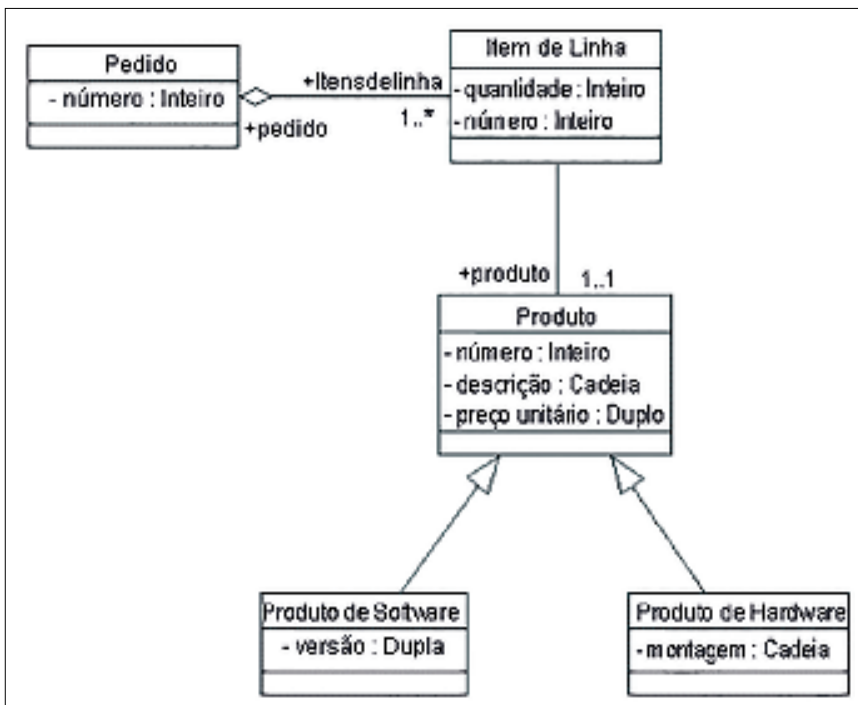 Pedido
- número : Inteiro
+pedido
+Itensdelinha
1..*
Item de Linha
- quantidade : Inteiro
- número : Inteiro
+produto 1..1
Produto
- número : Inteiro
- descrição : Cadeia
- preço unitário : Duplo
Produto de Software
- versão : Dupla
Produto de Hardware
- montagem : Cadeia